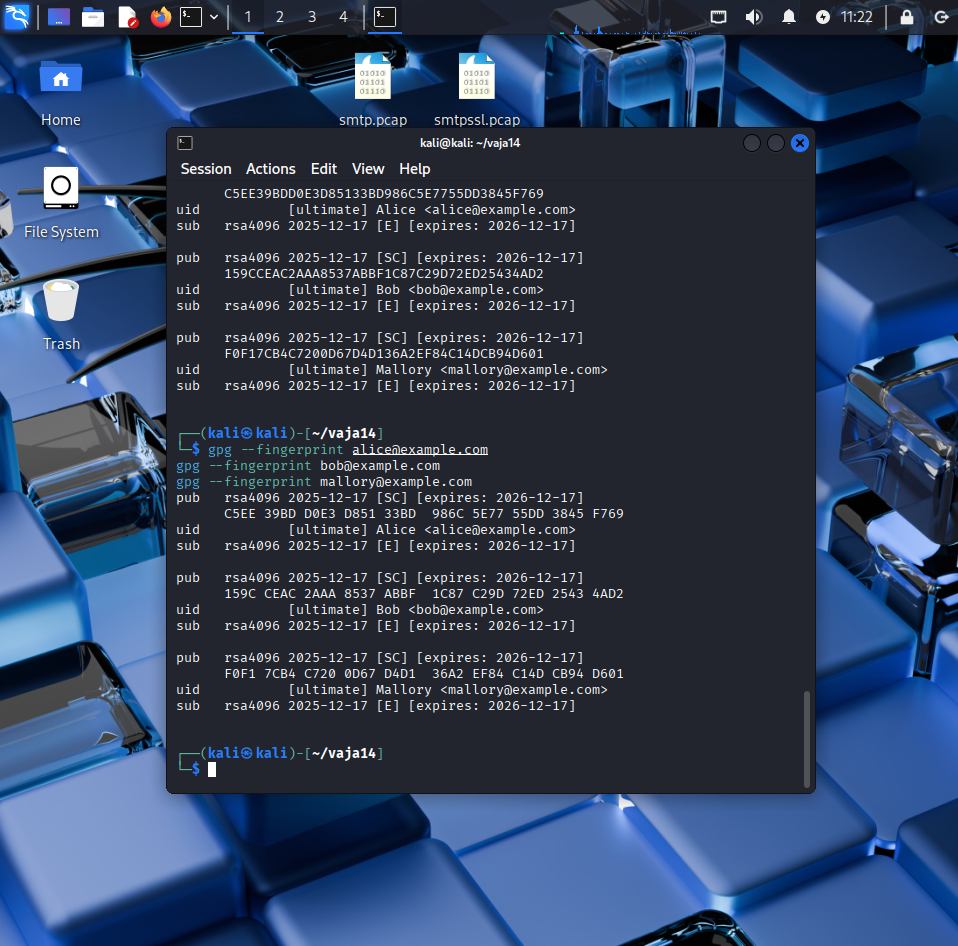 1 2 3 4 11:22
smtp.pcap smtpssl.pcap
Home
File System
Trash
kali@kali: ~/vaja14
Session Actions Edit View Help
C5EE39BDD0E3D85133BD986C5E7755DD3845F769
uid [ultimate] Alice <alice@example.com>
sub rsa4096 2025-12-17 [E] [expires: 2026-12-17]
pub rsa4096 2025-12-17 [SC] [expires: 2026-12-17]
159CCEAC2AAA8537ABBF1C87C29D72ED25434AD2
uid [ultimate] Bob <bob@example.com>
sub rsa4096 2025-12-17 [E] [expires: 2026-12-17]
pub rsa4096 2025-12-17 [SC] [expires: 2026-12-17]
F0F17CB4C7200D67D4D136A2EF84C14DCB94D601
uid [ultimate] Mallory <mallory@example.com>
sub rsa4096 2025-12-17 [E] [expires: 2026-12-17]
┌──(kali㉿kali)-[~/vaja14]
└─$ gpg --fingerprint alice@example.com
gpg --fingerprint bob@example.com
gpg --fingerprint mallory@example.com
pub rsa4096 2025-12-17 [SC] [expires: 2026-12-17]
C5EE 39BD D0E3 D851 33BD 986C 5E77 55DD 3845 F769
uid [ultimate] Alice <alice@example.com>
sub rsa4096 2025-12-17 [E] [expires: 2026-12-17]
pub rsa4096 2025-12-17 [SC] [expires: 2026-12-17]
159C CEAC 2AAA 8537 ABBF 1C87 C29D 72ED 2543 4AD2
uid [ultimate] Bob <bob@example.com>
sub rsa4096 2025-12-17 [E] [expires: 2026-12-17]
pub rsa4096 2025-12-17 [SC] [expires: 2026-12-17]
F0F1 7CB4 C720 0D67 D4D1 36A2 EF84 C14D CB94 D601
uid [ultimate] Mallory <mallory@example.com>
sub rsa4096 2025-12-17 [E] [expires: 2026-12-17]
┌──(kali㉿kali)-[~/vaja14]
└─$